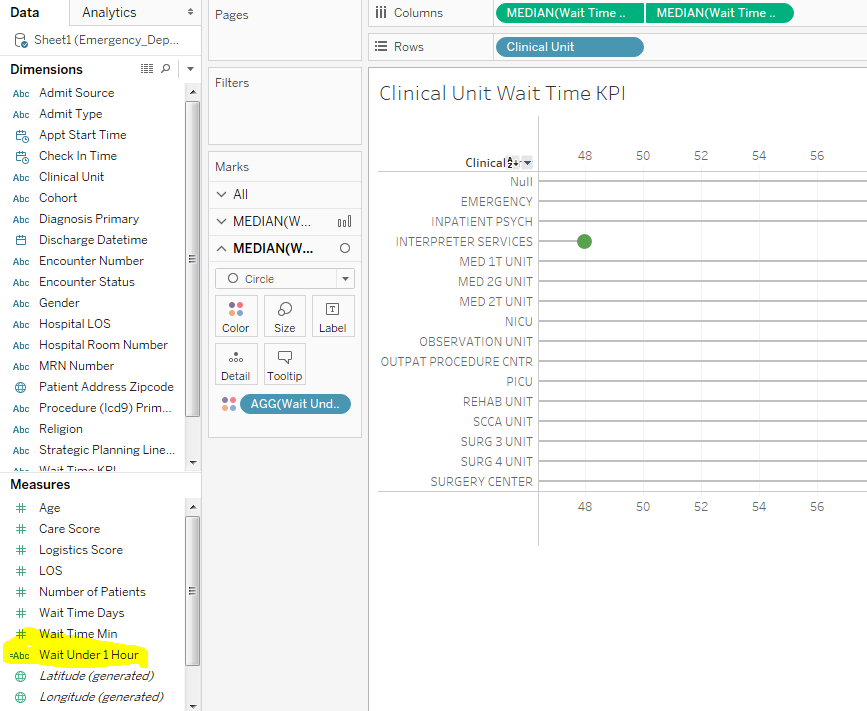 Data
Analytics
Sheet1 (Emergency_Dep...
Dimensions
Abc Admit Source
Abc Admit Type
Appt Start Time
Check In Time
Abc Clinical Unit
Abc Cohort
Abc Diagnosis Primary
Discharge Datetime
Abc Encounter Number
Abc Encounter Status
Abc Gender
Abc Hospital LOS
Abc Hospital Room Number
Abc MRN Number
Patient Address Zipcode
Abc Procedure (Icd9) Prim...
Abc Religion
Abc Strategic Planning Line...
Abc Wait Time KPI
Measures
# Age
# Care Score
# Logistics Score
# LOS
# Number of Patients
# Wait Time Days
# Wait Time Min
=Abc Wait Under 1 Hour
Latitude (generated)
Longitude (generated)
Pages
Filters
Marks
All
MEDIAN(W...
MEDIAN(W...
Circle
Color Size Label
Detail Tooltip
AGG(Wait Und..
Columns MEDIAN(Wait Time .. MEDIAN(Wait Time ..
Rows Clinical Unit
Clinical Unit Wait Time KPI
Clinical
48 50 52 54 56
Null
EMERGENCY
INPATIENT PSYCH
INTERPRETER SERVICES
MED 1T UNIT
MED 2G UNIT
MED 2T UNIT
NICU
OBSERVATION UNIT
OUTPAT PROCEDURE CNTR
PICU
REHAB UNIT
SCCA UNIT
SURG 3 UNIT
SURG 4 UNIT
SURGERY CENTER
48 50 52 54 56